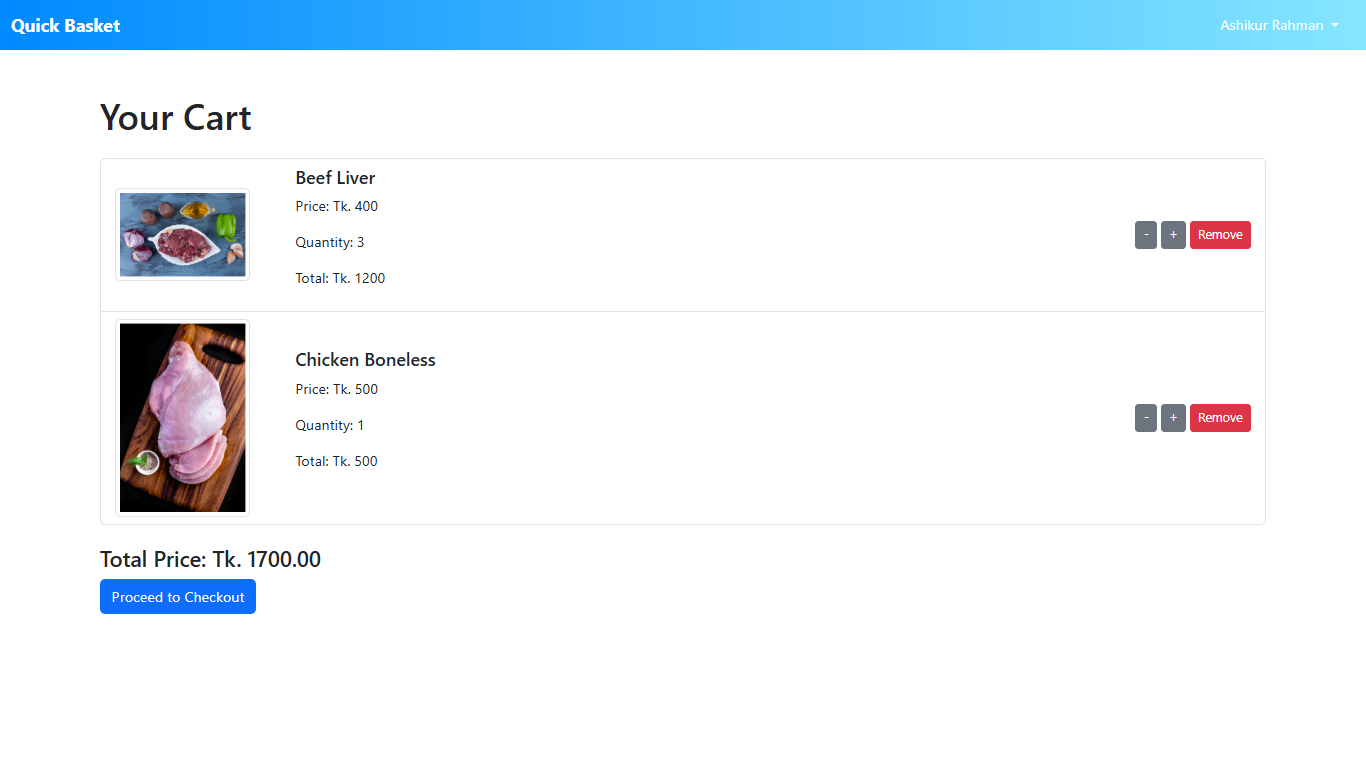 Quick Basket
Ashikur Rahman
Your Cart
Beef Liver
Price: Tk. 400
Quantity: 3
Total: Tk. 1200
- + Remove
Chicken Boneless
Price: Tk. 500
Quantity: 1
Total: Tk. 500
- + Remove
Total Price: Tk. 1700.00
Proceed to Checkout